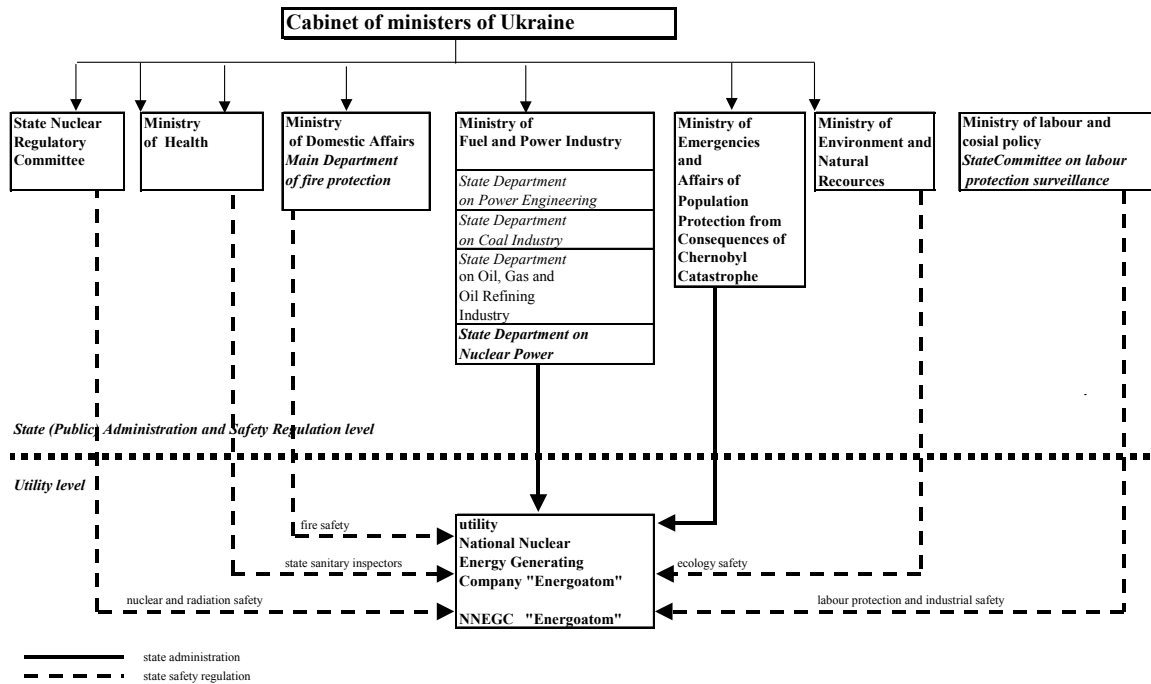 Cabinet of ministers of Ukraine
State Nuclear
Regulatory
Committee
Ministry
of Health
Ministry
of Domestic Affairs
Main Department
of fire protection
Ministry of
Fuel and Power Industry
State Department
on Power Engineering
State Department
on Coal Industry
State Department
on Oil, Gas and
Oil Refining
Industry
State Department on
Nuclear Power
Ministry of
Emergencies
and
Affairs of
Population
Protection from
Consequences of
Chernobyl
Catastrophe
Ministry of
Environment and
Natural
Recources
Ministry of labour and
cosial policy
StateCommittee on labour
protection surveillance
State (Public) Administration and Safety Regulation level
Utility level
utility
National Nuclear
Energy Generating
Company "Energoatom"
NNEGC "Energoatom"
fire safety
state sanitary inspectors
nuclear and radiation safety
ecology safety
labour protection and industrial safety
state administration
state safety regulation